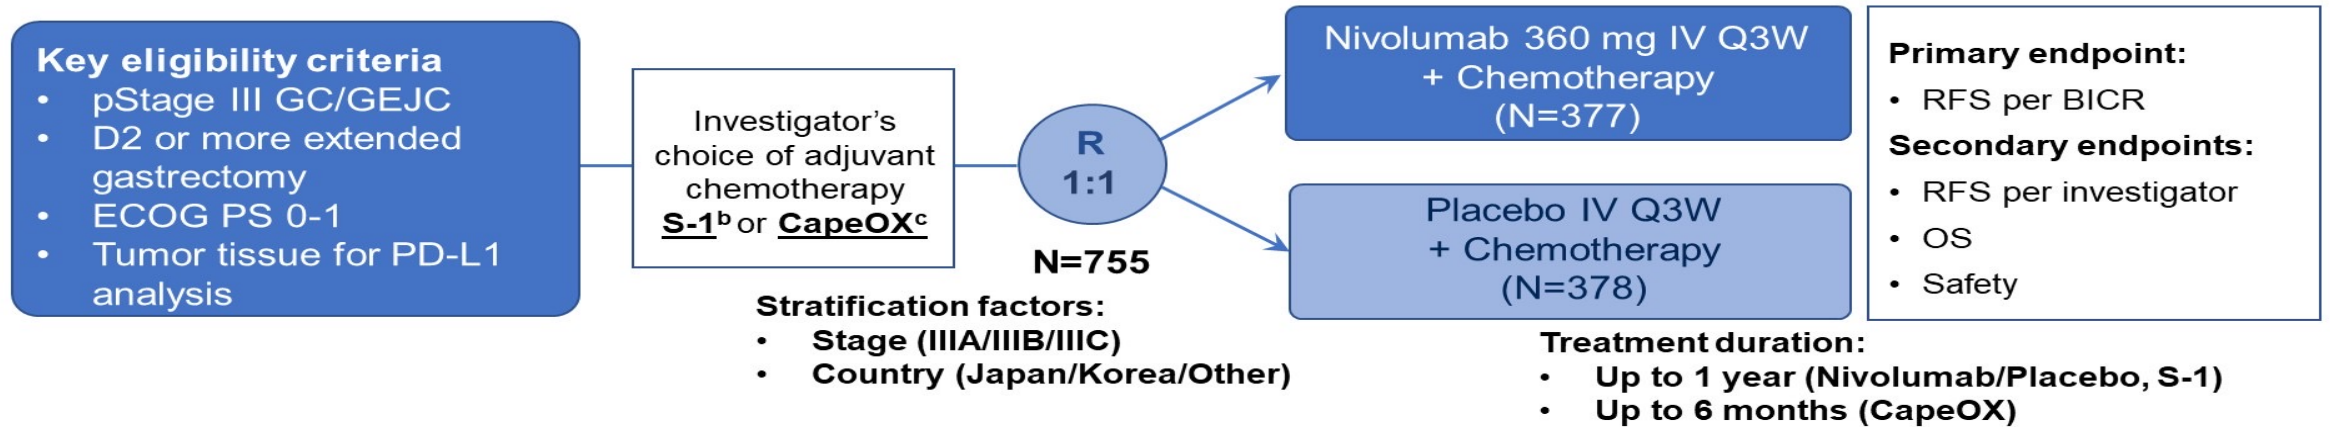 Key eligibility criteria
• pStage III GC/GEJC
• D2 or more extended
gastrectomy
• ECOG PS 0-1
• Tumor tissue for PD-L1
analysis
Investigator’s
choice of adjuvant
chemotherapy
S-1ᵇ or CapeOXᶜ
R
1:1
N=755
Stratification factors:
• Stage (IIIA/IIIB/IIIC)
• Country (Japan/Korea/Other)
Nivolumab 360 mg IV Q3W
+ Chemotherapy
(N=377)
Placebo IV Q3W
+ Chemotherapy
(N=378)
Primary endpoint:
• RFS per BICR
Secondary endpoints:
• RFS per investigator
• OS
• Safety
Treatment duration:
• Up to 1 year (Nivolumab/Placebo, S-1)
• Up to 6 months (CapeOX)